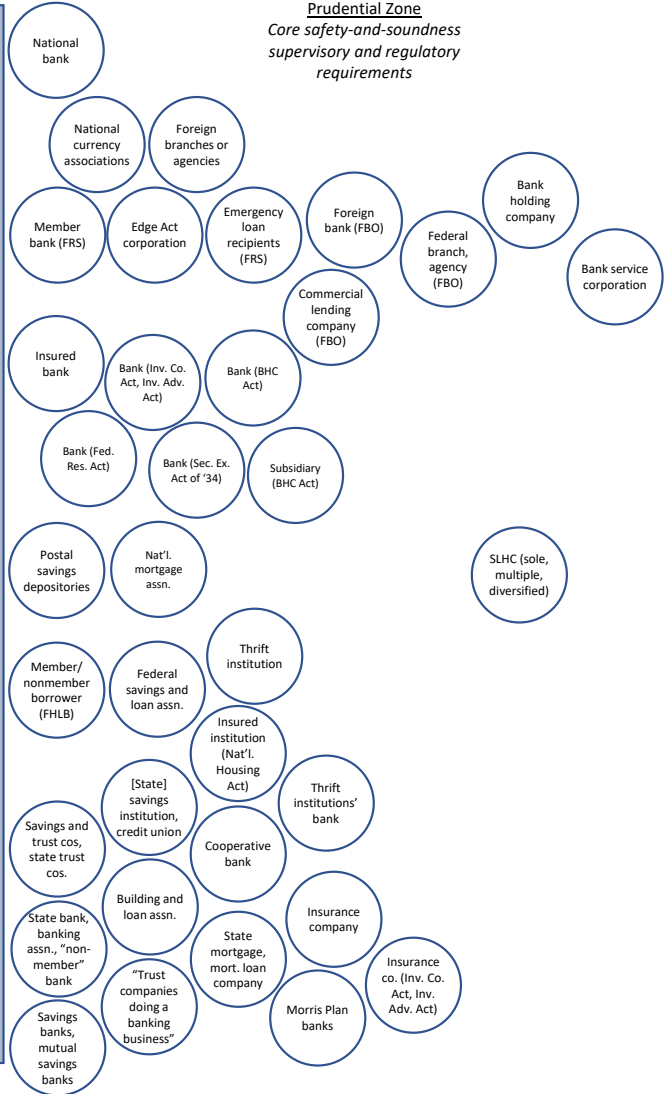 Prudential Zone
Core safety-and-soundness
supervisory and regulatory
requirements
National
bank
National
currency
associations
Foreign
branches or
agencies
Bank
holding
company
Member
bank (FRS)
Edge Act
corporation
Emergency
loan
recipients
(FRS)
Foreign
bank (FBO)
Federal
branch,
agency
(FBO)
Bank service
corporation
Commercial
lending
company
(FBO)
Insured
bank
Bank (Inv. Co.
Act, Inv. Adv.
Act)
Bank (BHC
Act)
Bank (Fed.
Res. Act)
Bank (Sec. Ex.
Act of ‘34)
Subsidiary
(BHC Act)
Postal
savings
depositories
Nat’l.
mortgage
assn.
SLHC (sole,
multiple,
diversified)
Thrift
institution
Member/
nonmember
borrower
(FHLB)
Federal
savings and
loan assn.
Insured
institution
(Nat’l.
Housing
Act)
[State]
savings
institution,
credit union
Thrift
institutions’
bank
Savings and
trust cos,
state trust
cos.
Cooperative
bank
Building and
loan assn.
Insurance
company
State bank,
banking
assn., “non-
member”
bank
State
mortgage,
mort. loan
company
Insurance
co. (Inv. Co.
Act, Inv.
Adv. Act)
“Trust
companies
doing a
banking
business”
Morris Plan
banks
Savings
banks,
mutual
savings
banks